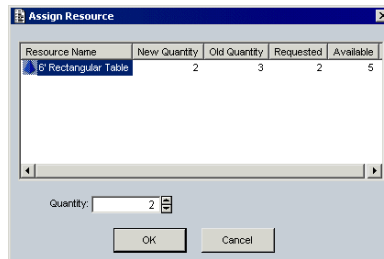 Assign Resource
Resource Name New Quantity Old Quantity Requested Available
6' Rectangular Table 2 3 2 5
Quantity: 2
OK Cancel